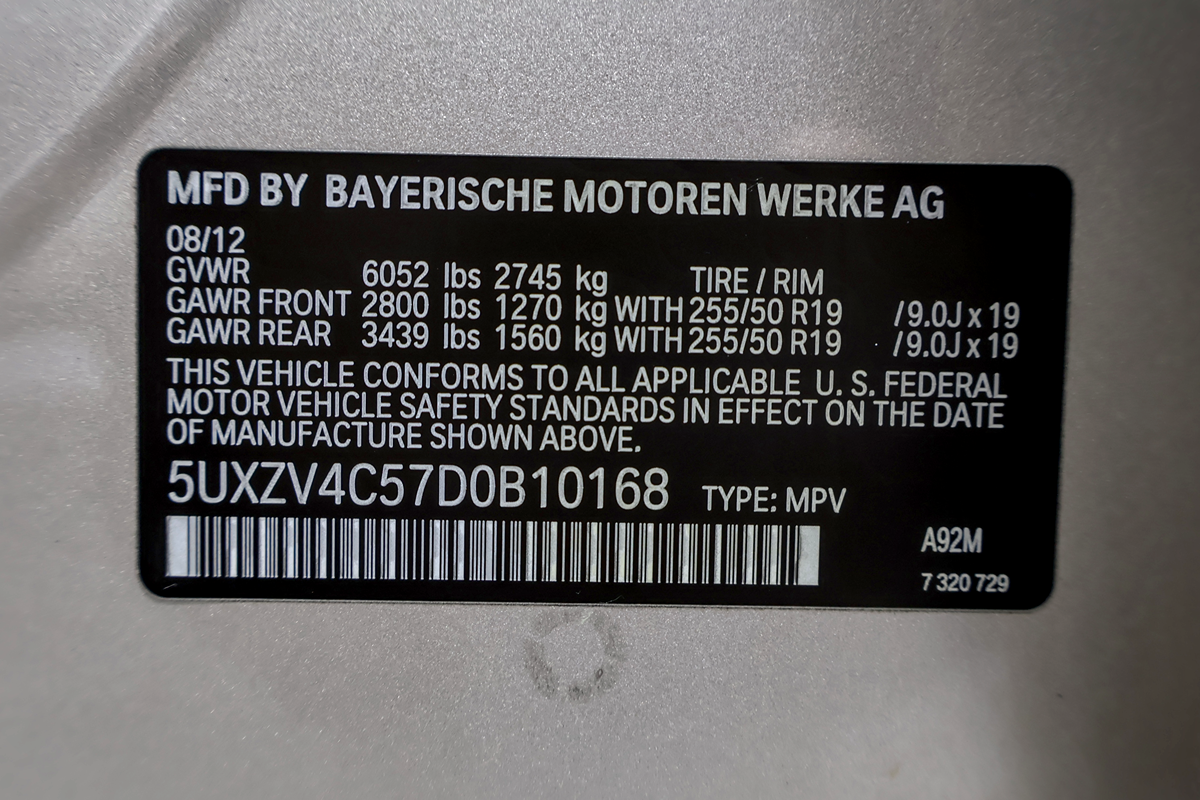 MFD BY BAYERISCHE MOTOREN WERKE AG
08/12
GVWR 6052 lbs 2745 kg TIRE / RIM
GAWR FRONT 2800 lbs 1270 kg WITH 255/50 R19 /9.0J x 19
GAWR REAR 3439 lbs 1560 kg WITH 255/50 R19 /9.0J x 19
THIS VEHICLE CONFORMS TO ALL APPLICABLE U. S. FEDERAL
MOTOR VEHICLE SAFETY STANDARDS IN EFFECT ON THE DATE
OF MANUFACTURE SHOWN ABOVE.
5UXZV4C57D0B10168 TYPE: MPV
A92M
7 320 729